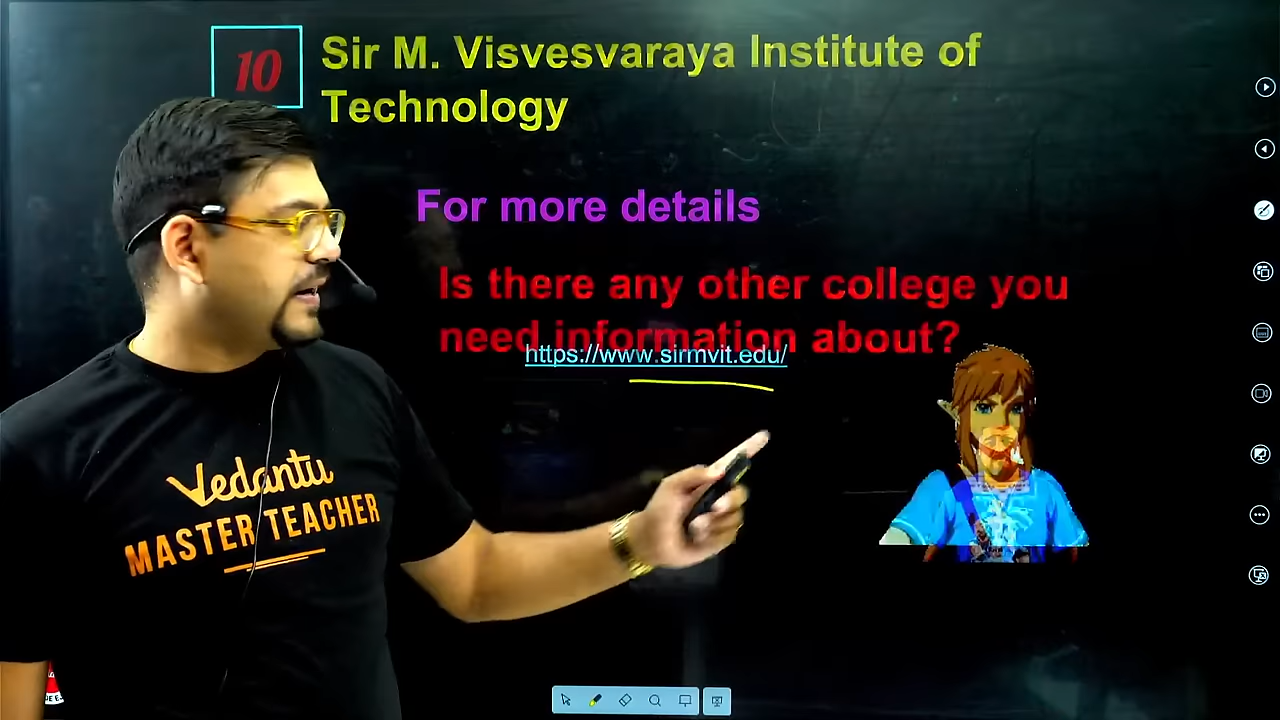 10
Sir M. Visvesvaraya Institute of
Technology
For more details
Is there any other college you
need information about?
https://www.sirmvit.edu/
Vedantu
MASTER TEACHER